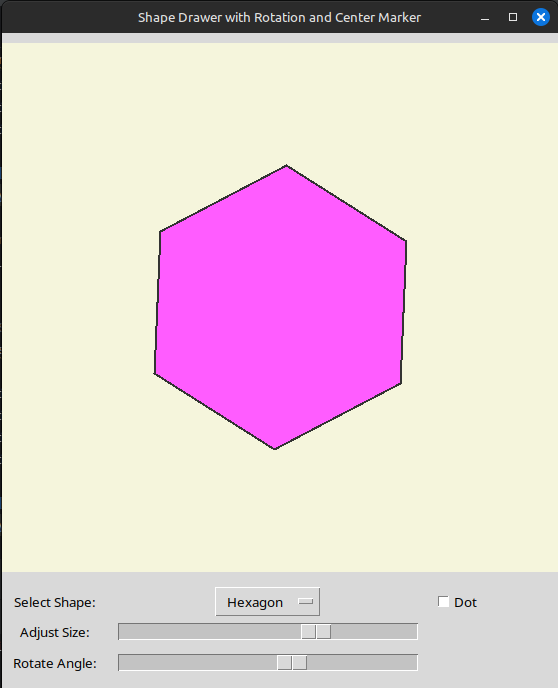 Shape Drawer with Rotation and Center Marker
Select Shape: Hexagon Dot
Adjust Size:
Rotate Angle: